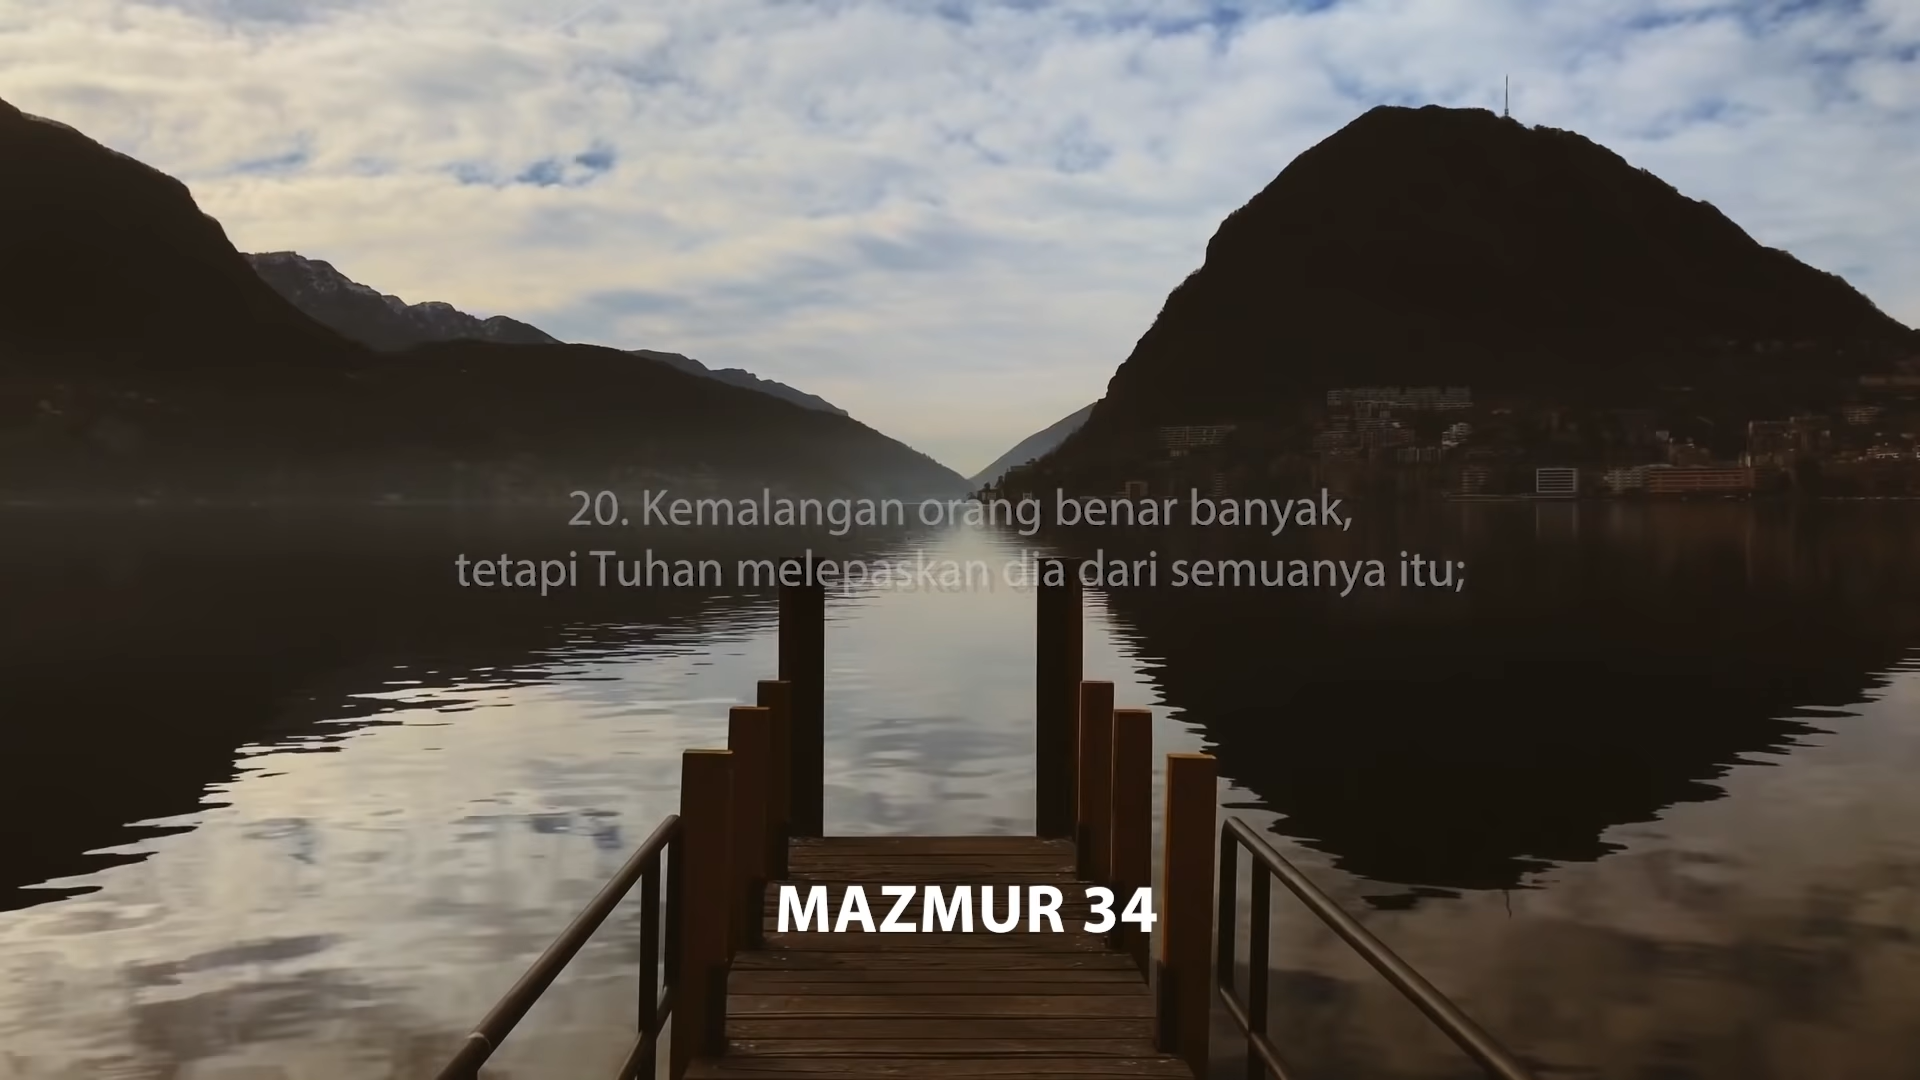 20. Kemalangan orang benar banyak,
tetapi Tuhan melepaskan dia dari semuanya itu;
MAZMUR 34